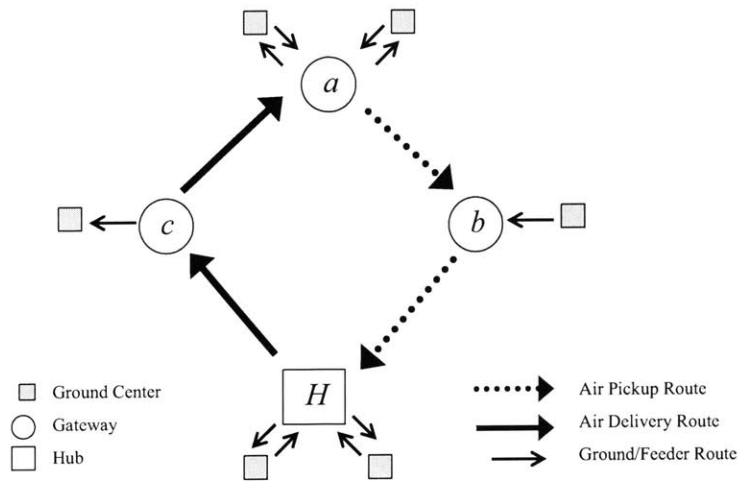 a
c
b
H
Ground Center
Gateway
Hub
Air Pickup Route
Air Delivery Route
Ground/Feeder Route